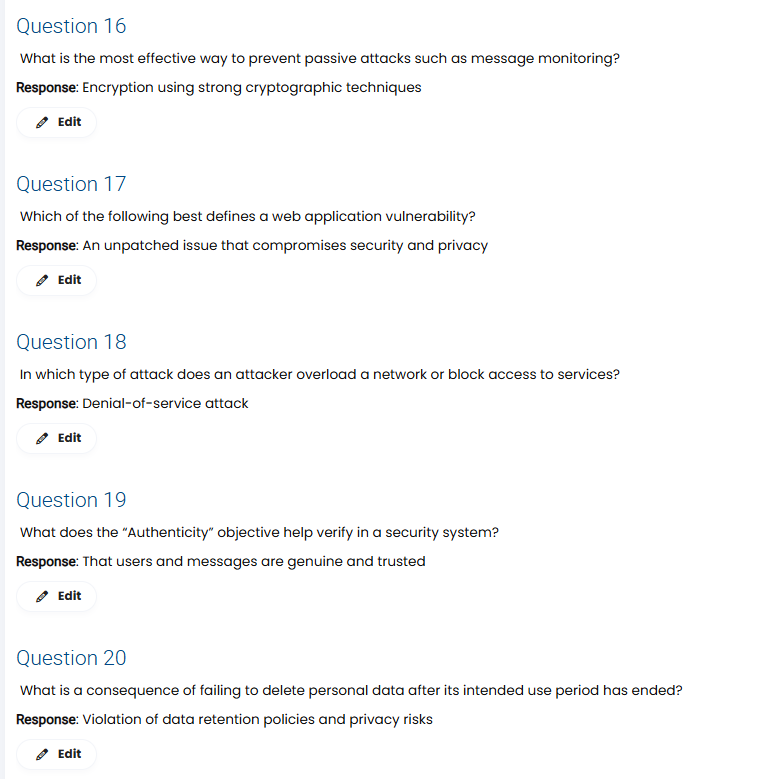 Question 16
What is the most effective way to prevent passive attacks such as message monitoring?
Response: Encryption using strong cryptographic techniques
Edit
Question 17
Which of the following best defines a web application vulnerability?
Response: An unpatched issue that compromises security and privacy
Edit
Question 18
In which type of attack does an attacker overload a network or block access to services?
Response: Denial-of-service attack
Edit
Question 19
What does the “Authenticity” objective help verify in a security system?
Response: That users and messages are genuine and trusted
Edit
Question 20
What is a consequence of failing to delete personal data after its intended use period has ended?
Response: Violation of data retention policies and privacy risks
Edit